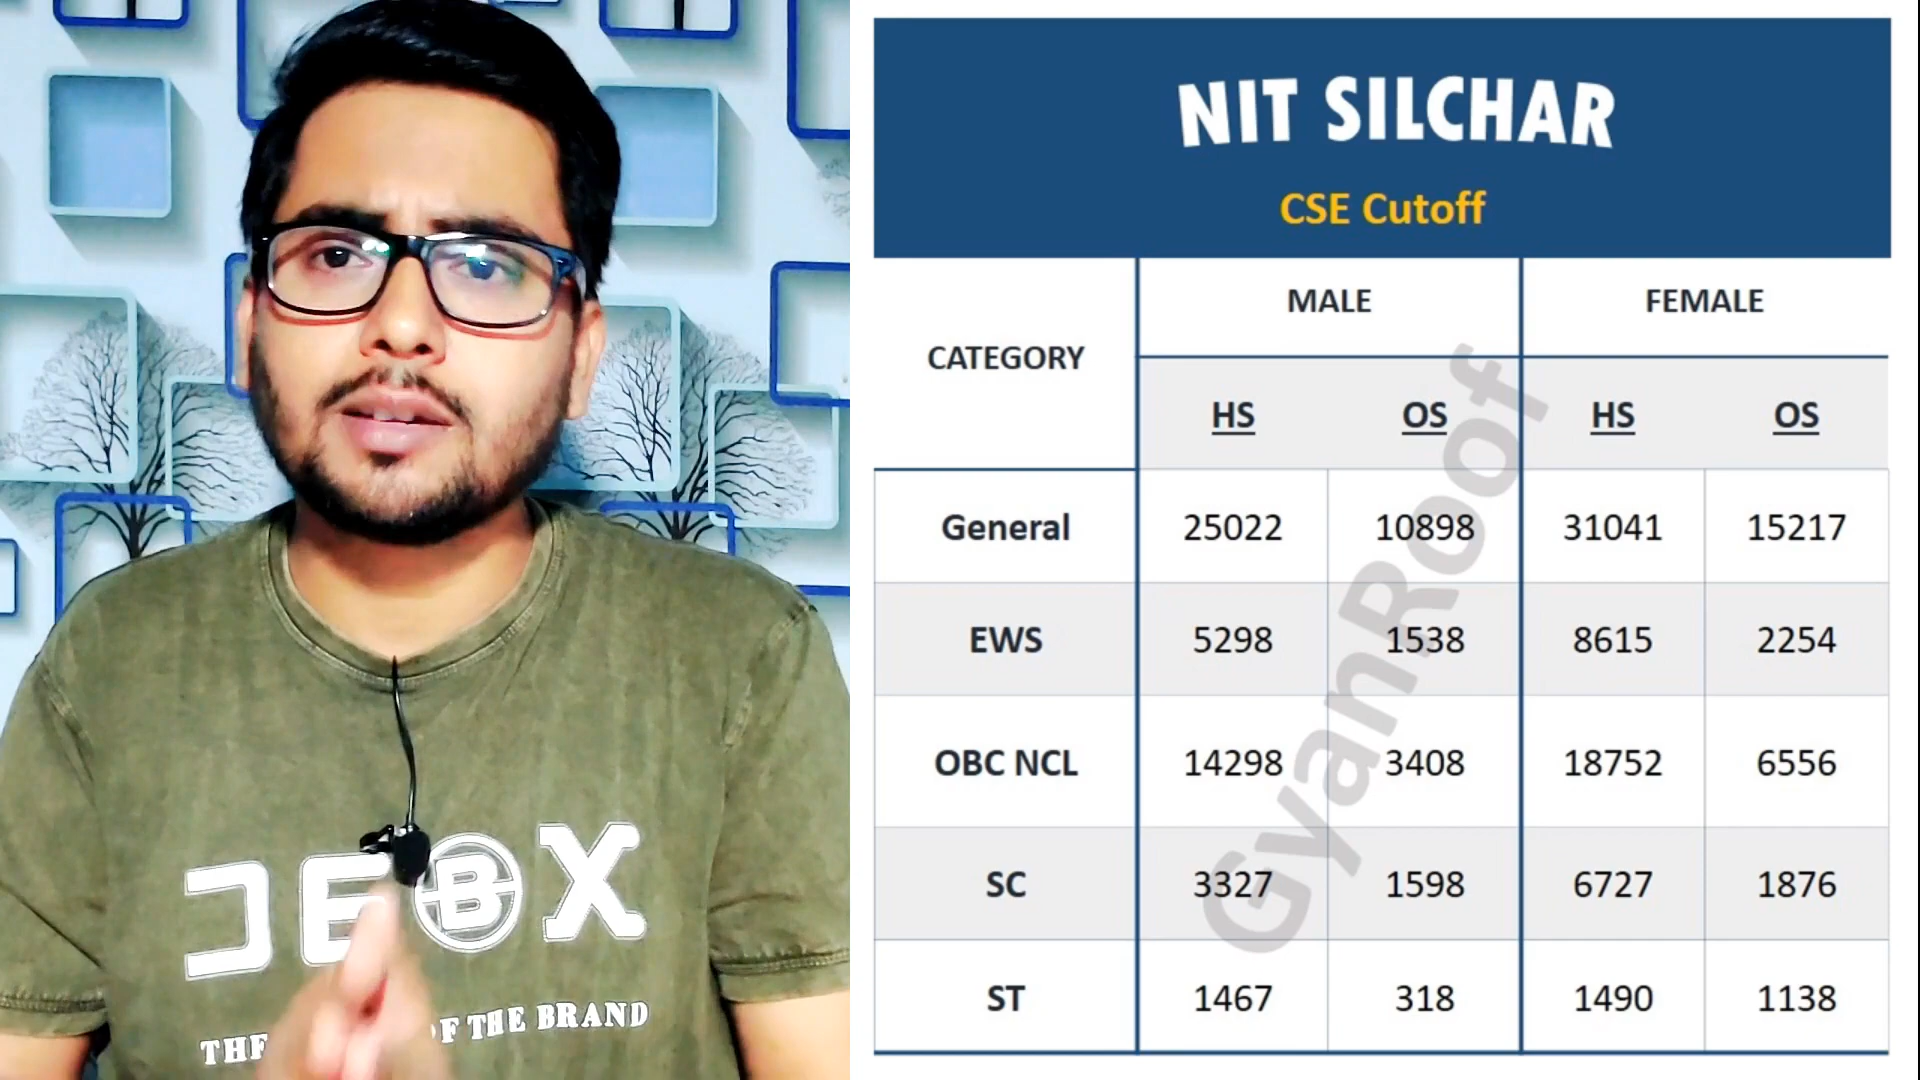 NIT SILCHAR
CSE Cutoff
CATEGORY MALE FEMALE
HS OS HS OS
General 25022 10898 31041 15217
EWS 5298 1538 8615 2254
OBC NCL 14298 3408 18752 6556
SC 3327 1598 6727 1876
ST 1467 318 1490 1138
GyanRoof
DEBX
OF THE BRAND